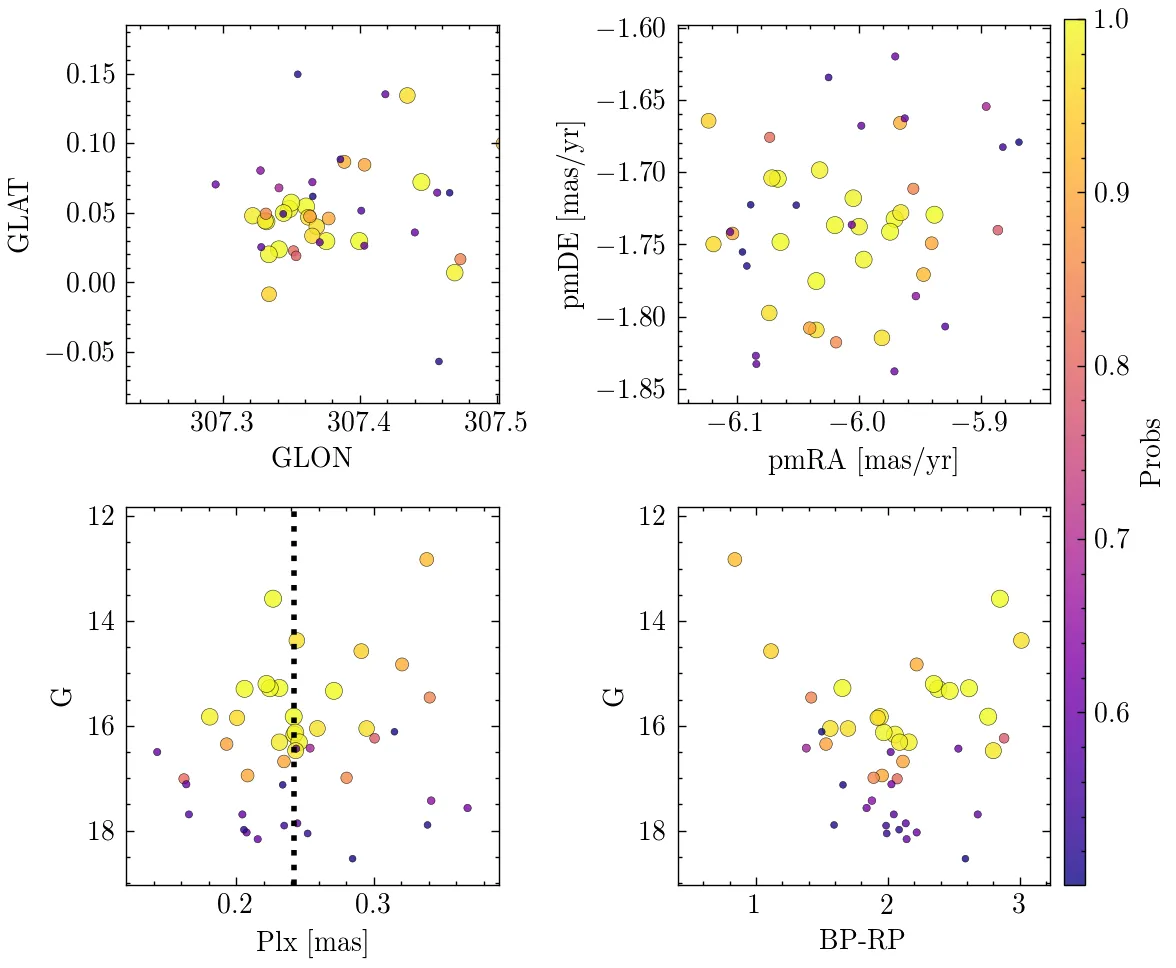 0.15
0.10
0.05
0.00
−0.05
GLAT
307.3 307.4 307.5
GLON
−1.60
−1.65
−1.70
−1.75
−1.80
−1.85
pmDE [mas/yr]
−6.1 −6.0 −5.9
pmRA [mas/yr]
1.0
0.9
0.8
0.7
0.6
Probs
12
14
16
18
G
0.2 0.3
Plx [mas]
12
14
16
18
G
1 2 3
BP-RP